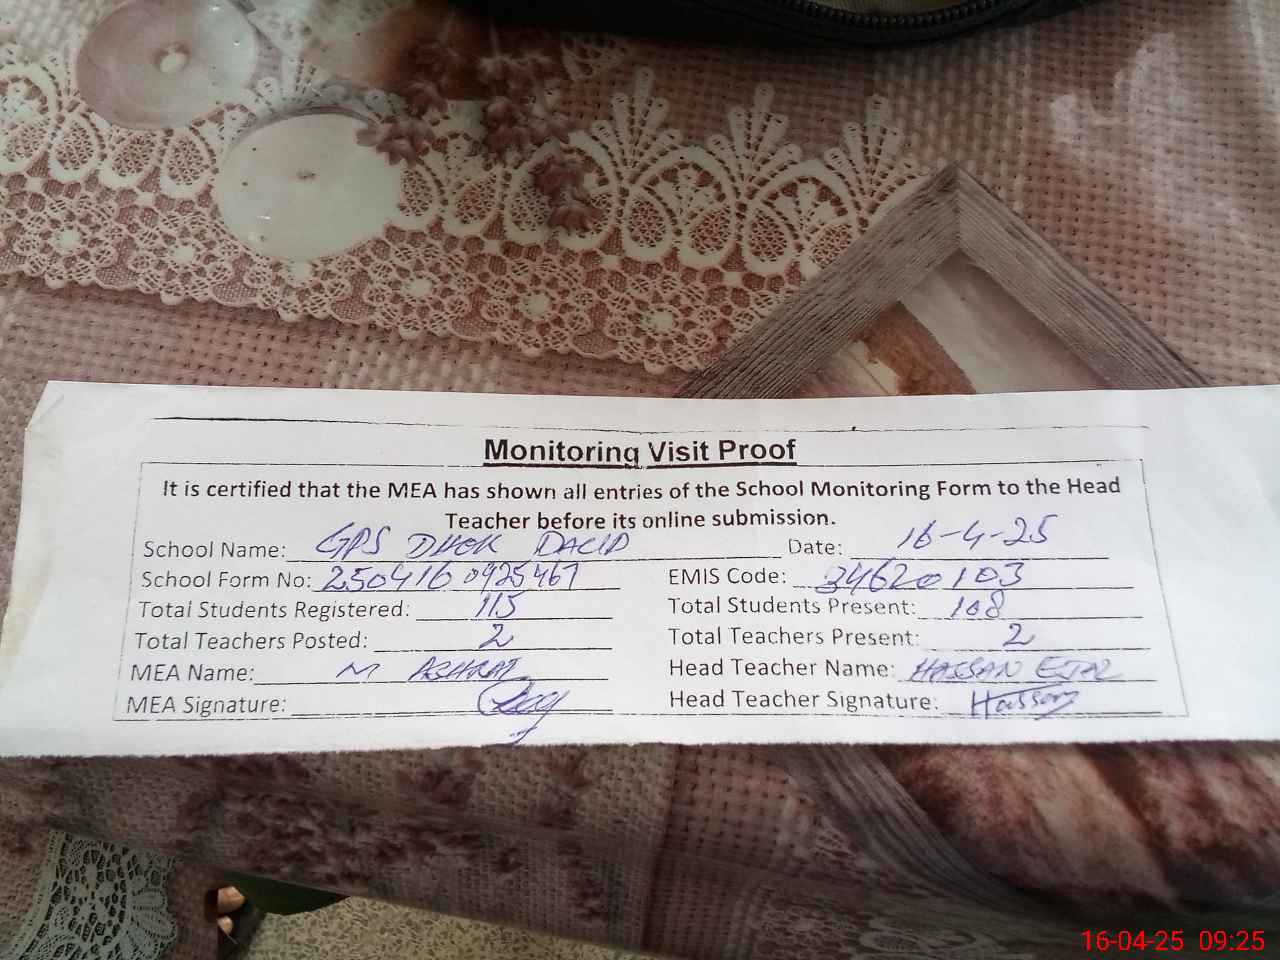 Monitoring Visit Proof
It is certified that the MEA has shown all entries of the School Monitoring Form to the Head
Teacher before its online submission.
School Name: GPS DHOK DACID Date: 16-4-25
School Form No: 2504160925467 EMIS Code: 34620103
Total Students Registered: 115 Total Students Present: 108
Total Teachers Posted: 2 Total Teachers Present: 2
MEA Name: M ASHRAF Head Teacher Name: HASSAN
MEA Signature: Head Teacher Signature: Hassan
16-04-25 09:25